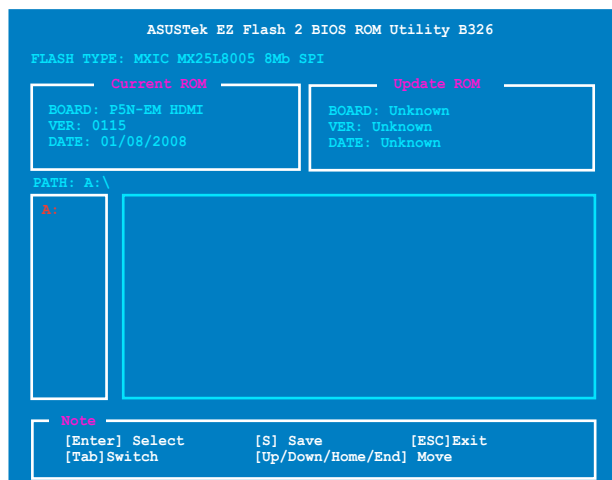 ASUSTek EZ Flash 2 BIOS ROM Utility B326
FLASH TYPE: MXIC MX25L8005 8Mb SPI
Current ROM
BOARD: P5N-EM HDMI
VER: 0115
DATE: 01/08/2008
Update ROM
BOARD: Unknown
VER: Unknown
DATE: Unknown
PATH: A:\
A:
Note
[Enter] Select [S] Save [ESC]Exit
[Tab]Switch [Up/Down/Home/End] Move